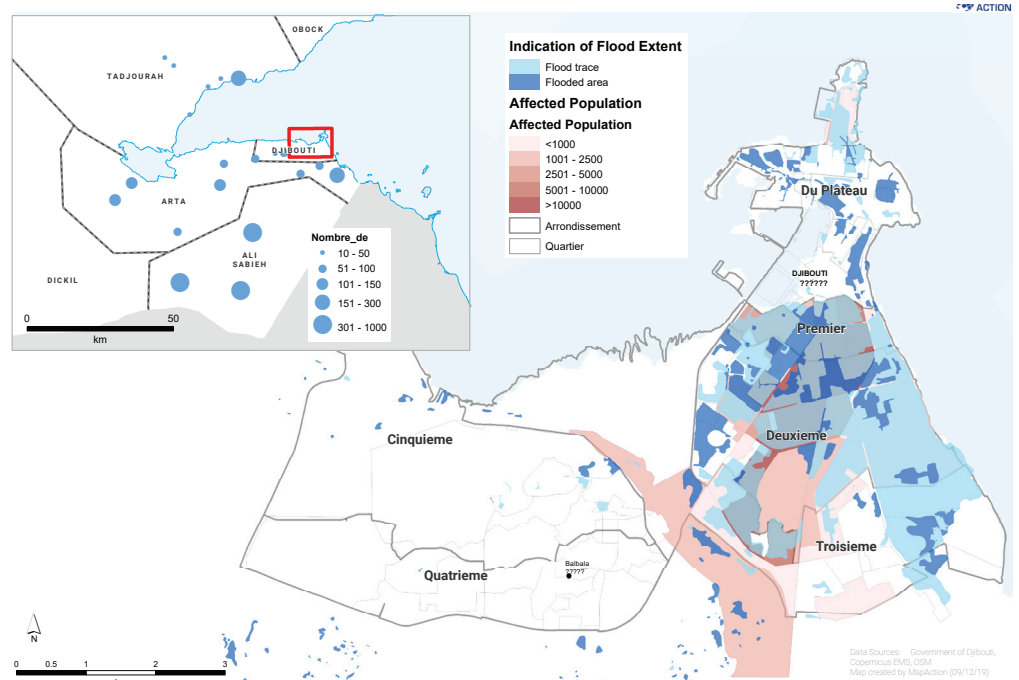 ACTION
OBOCK
TADJOURAH
DJIBOUTI
ARTA
ALI
SABIEH
DICKIL
Nombre_de
10 - 50
51 - 100
101 - 150
151 - 300
301 - 1000
0 50
km
Indication of Flood Extent
Flood trace
Flooded area
Affected Population
Affected Population
<1000
1001 - 2500
2501 - 5000
5001 - 10000
>10000
Arrondissement
Quartier
Du Plateau
DJIBOUTI
??????
Premier
Deuxieme
Cinquieme
Troisieme
Quatrieme
Balbala
?????
N
0 0.5 1 2 3
Data Sources: Government of Djibouti,
Copernicus EMS, OSM
Map created by MapAction (09/12/19)